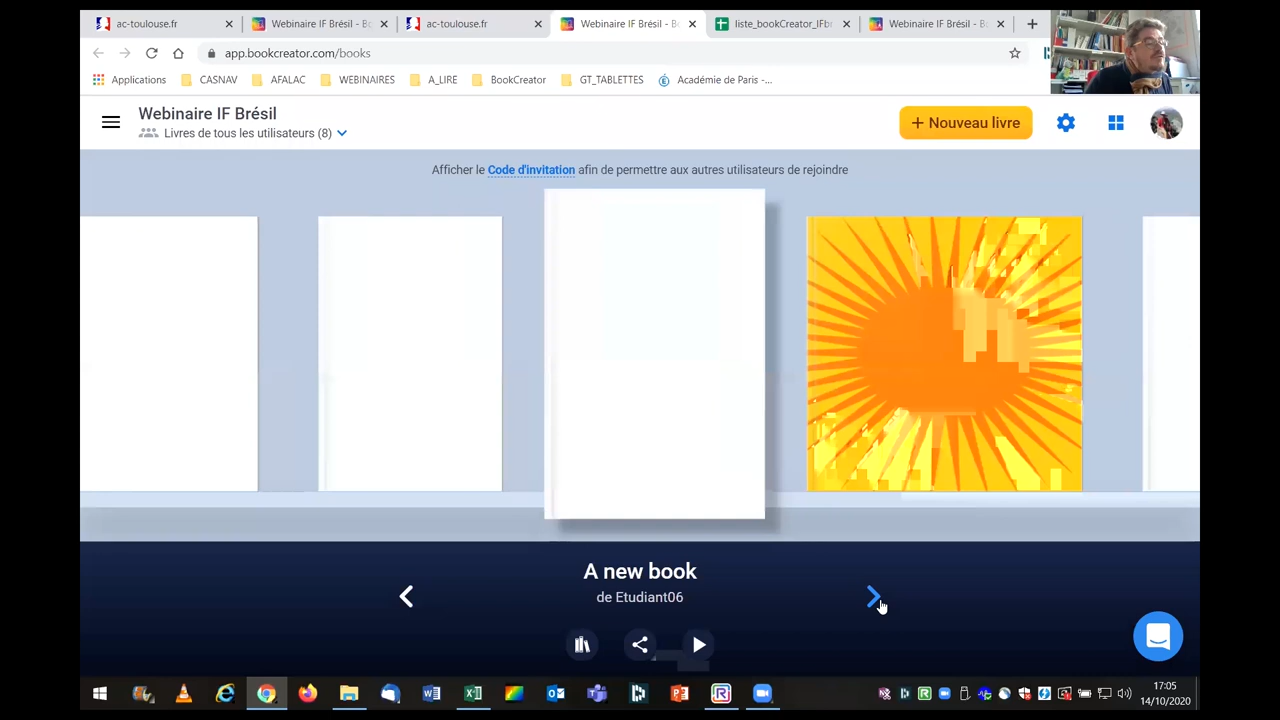 ac-toulouse.fr
Webinaire IF Brésil - Bo
ac-toulouse.fr
Webinaire IF Brésil - Bo
liste_bookCreator_IFbr
Webinaire IF Brésil - Bo
app.bookcreator.com/books
Applications CASNAV AFALAC WEBINAIRES A_LIRE BookCreator GT_TABLETTES Académie de Paris -...
Webinaire IF Brésil
Livres de tous les utilisateurs (8)
+ Nouveau livre
Afficher le Code d'invitation afin de permettre aux autres utilisateurs de rejoindre
A new book
de Etudiant06
17:05
14/10/2020